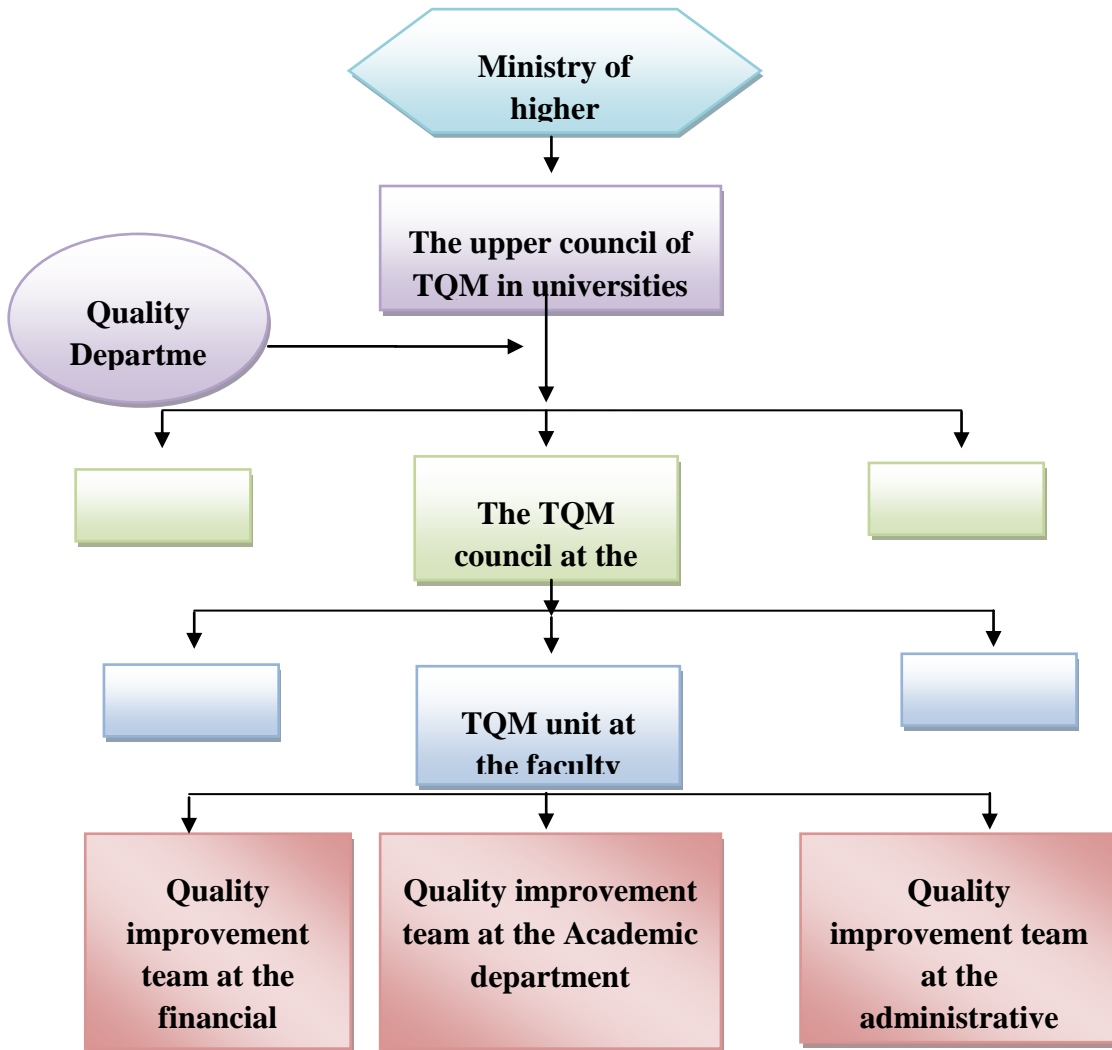 Ministry of
higher
The upper council of
TQM in universities
Quality
Departme
The TQM
council at the
TQM unit at
the faculty
Quality
improvement
team at the
financial
Quality improvement
team at the Academic
department
Quality
improvement team
at the
administrative